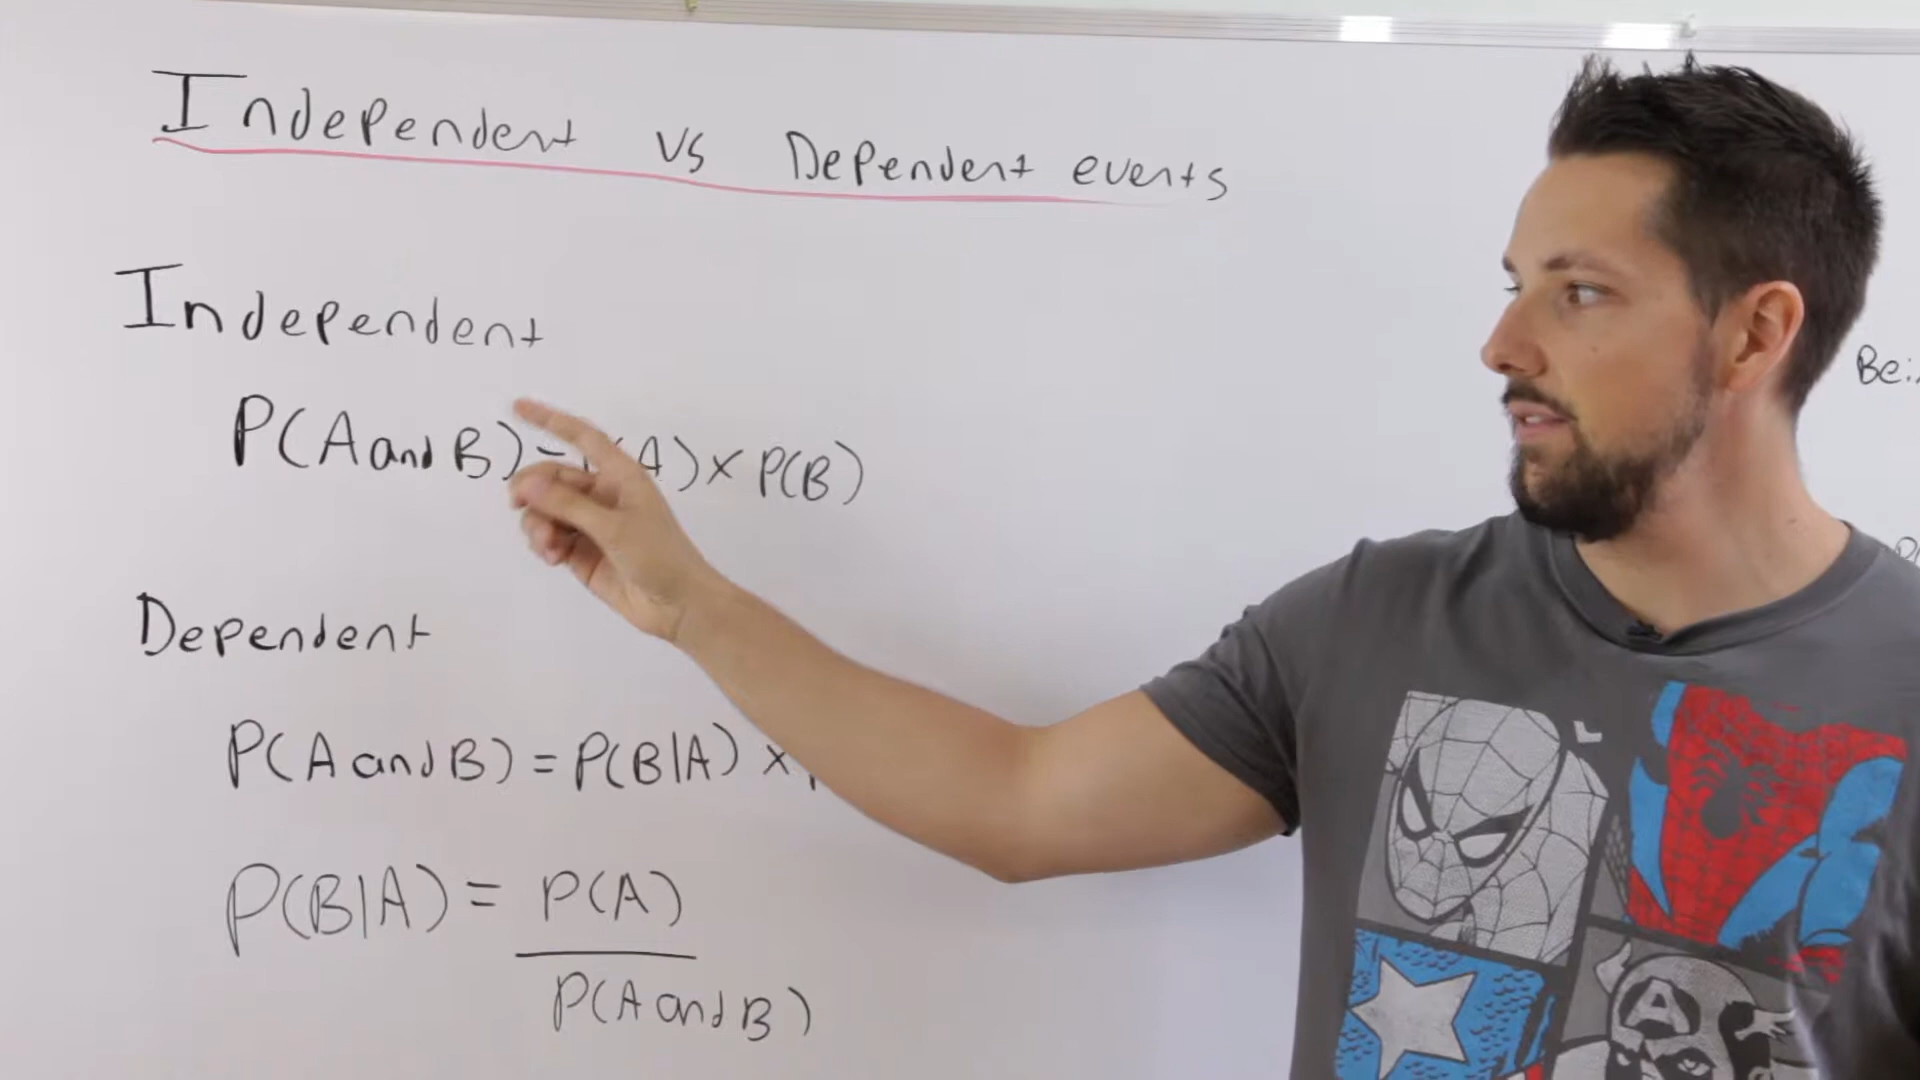 Independent vs Dependent events
Independent
P(A and B) = P(A) × P(B)
Dependent
P(A and B) = P(B|A) ×
P(B|A) = P(A)
P(A and B)